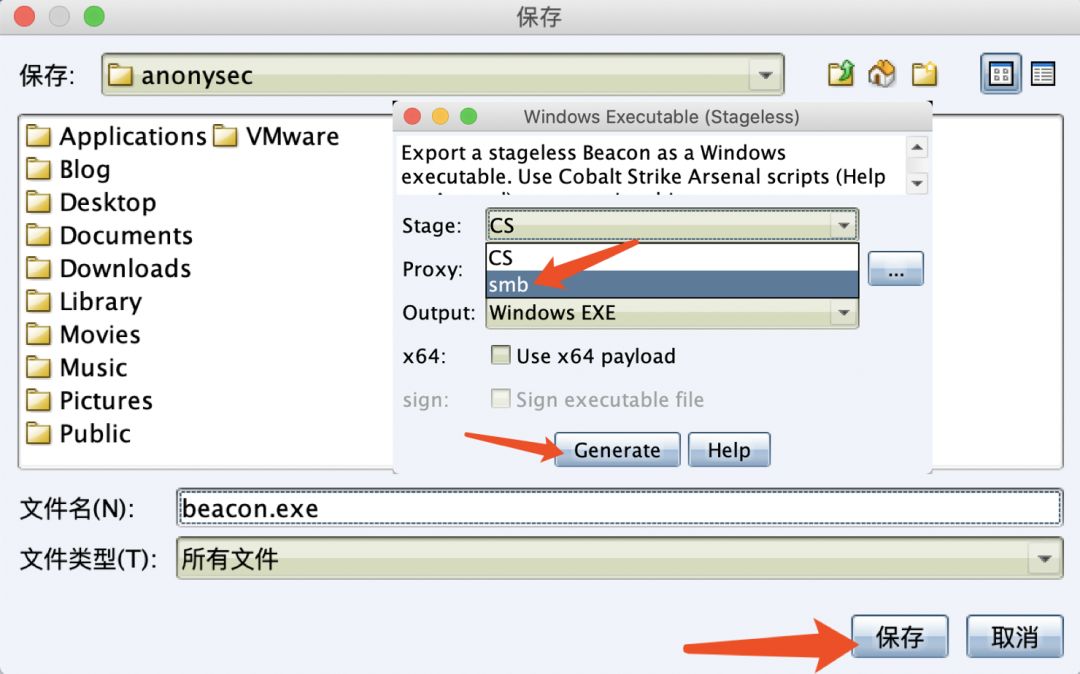 保存
保存: anonysec
Applications VMware
Blog
Desktop
Documents
Downloads
Library
Movies
Music
Pictures
Public
Windows Executable (Stageless)
Export a stageless Beacon as a Windows
executable. Use Cobalt Strike Arsenal scripts (Help
Stage: CS
CS
Proxy: ...
smb
Output: Windows EXE
x64: Use x64 payload
sign: Sign executable file
Generate Help
文件名(N): beacon.exe
文件类型(T): 所有文件
保存 取消